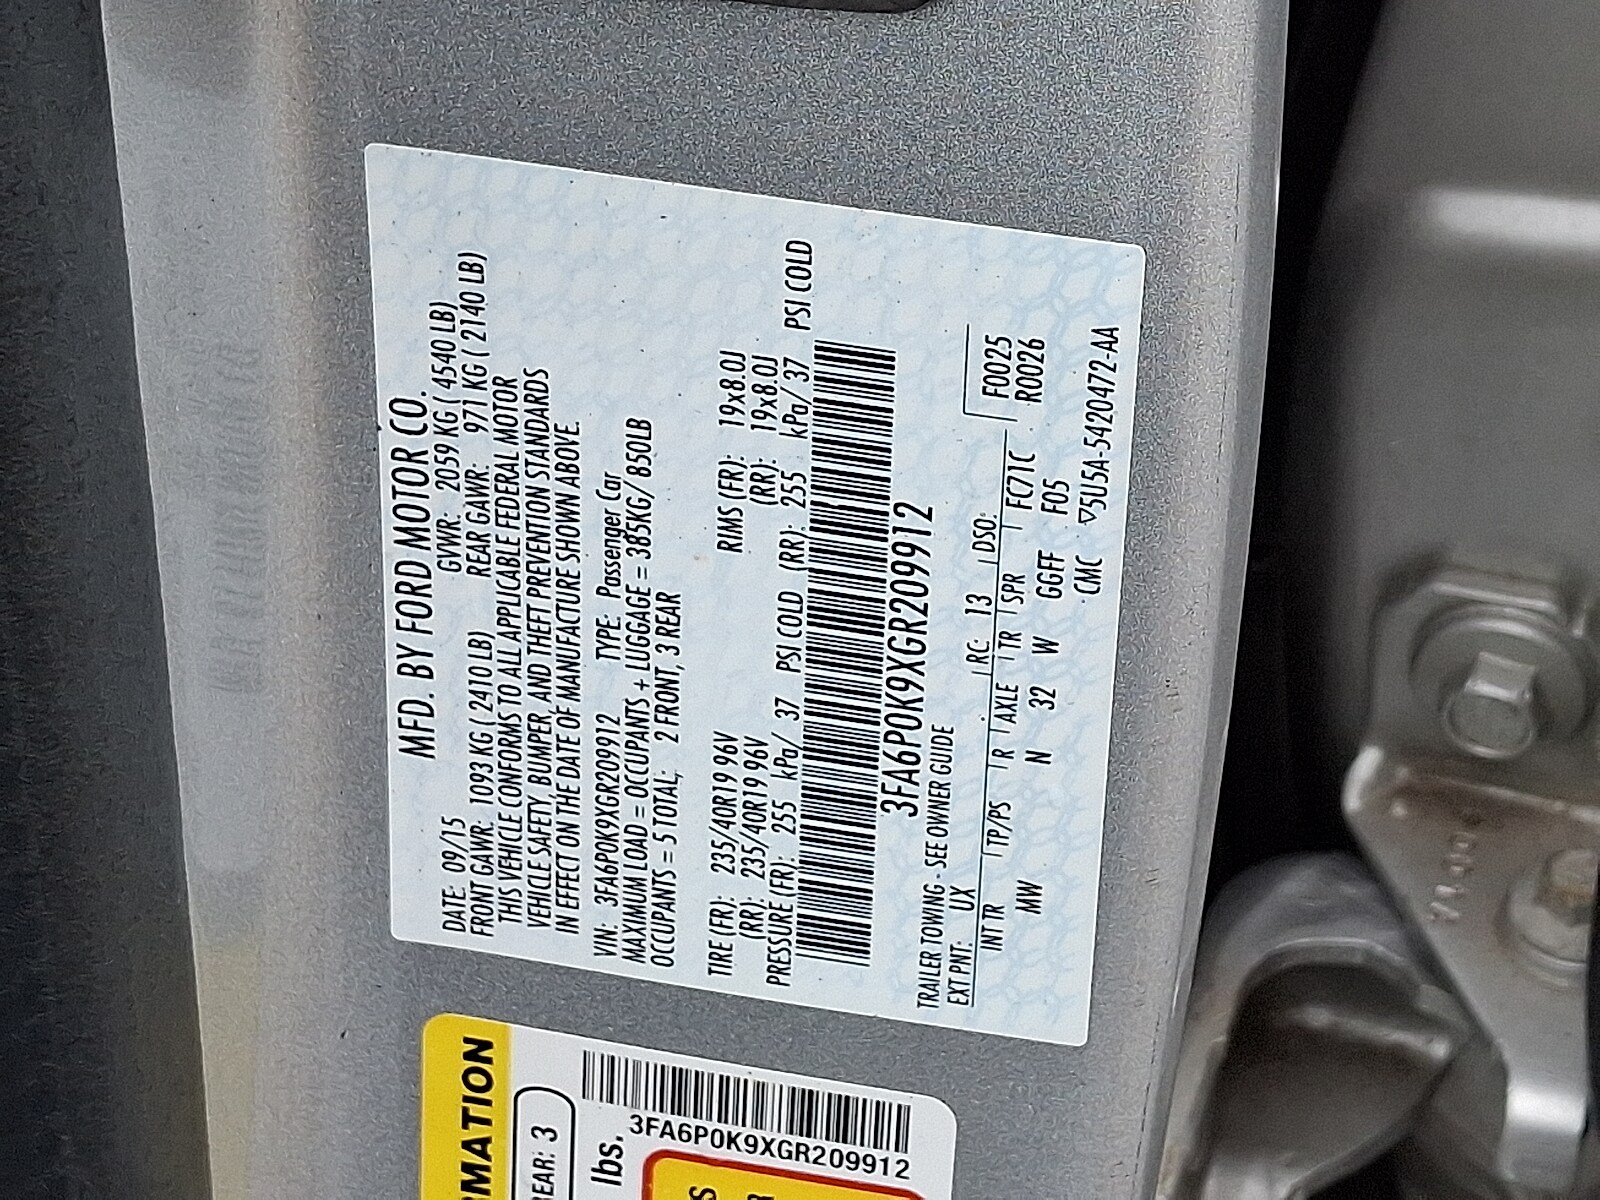 MFD. BY FORD MOTOR CO.
DATE: 09/15 GVWR: 2059 KG ( 4540 LB)
FRONT GAWR: 1093 KG ( 2410 LB) REAR GAWR: 971 KG ( 2140 LB)
THIS VEHICLE CONFORMS TO ALL APPLICABLE FEDERAL MOTOR
VEHICLE SAFETY, BUMPER, AND THEFT PREVENTION STANDARDS
IN EFFECT ON THE DATE OF MANUFACTURE SHOWN ABOVE.
VIN: 3FA6P0K9XGR209912 TYPE: Passenger Car
MAXIMUM LOAD = OCCUPANTS + LUGGAGE = 385KG/ 850LB
OCCUPANTS = 5 TOTAL; 2 FRONT, 3 REAR
TIRE (FR): 235/40R19 96V RIMS (FR): 19x8.0J
(RR): 235/40R19 96V (RR): 19x8.0J
PRESSURE (FR): 255 kPa/ 37 PSI COLD (RR): 255 kPa/ 37 PSI COLD
3FA6P0K9XGR209912
TRAILER TOWING - SEE OWNER GUIDE
EXT PNT: UX RC: 13 DSO: F0025
INT TR TP/PS R AXLE TR SPR FC71C R0026
MW N 32 W GGFF F05
CMC ▽5U5A-5420472-AA
RMATION
REAR: 3
lbs.
3FA6P0K9XGR209912